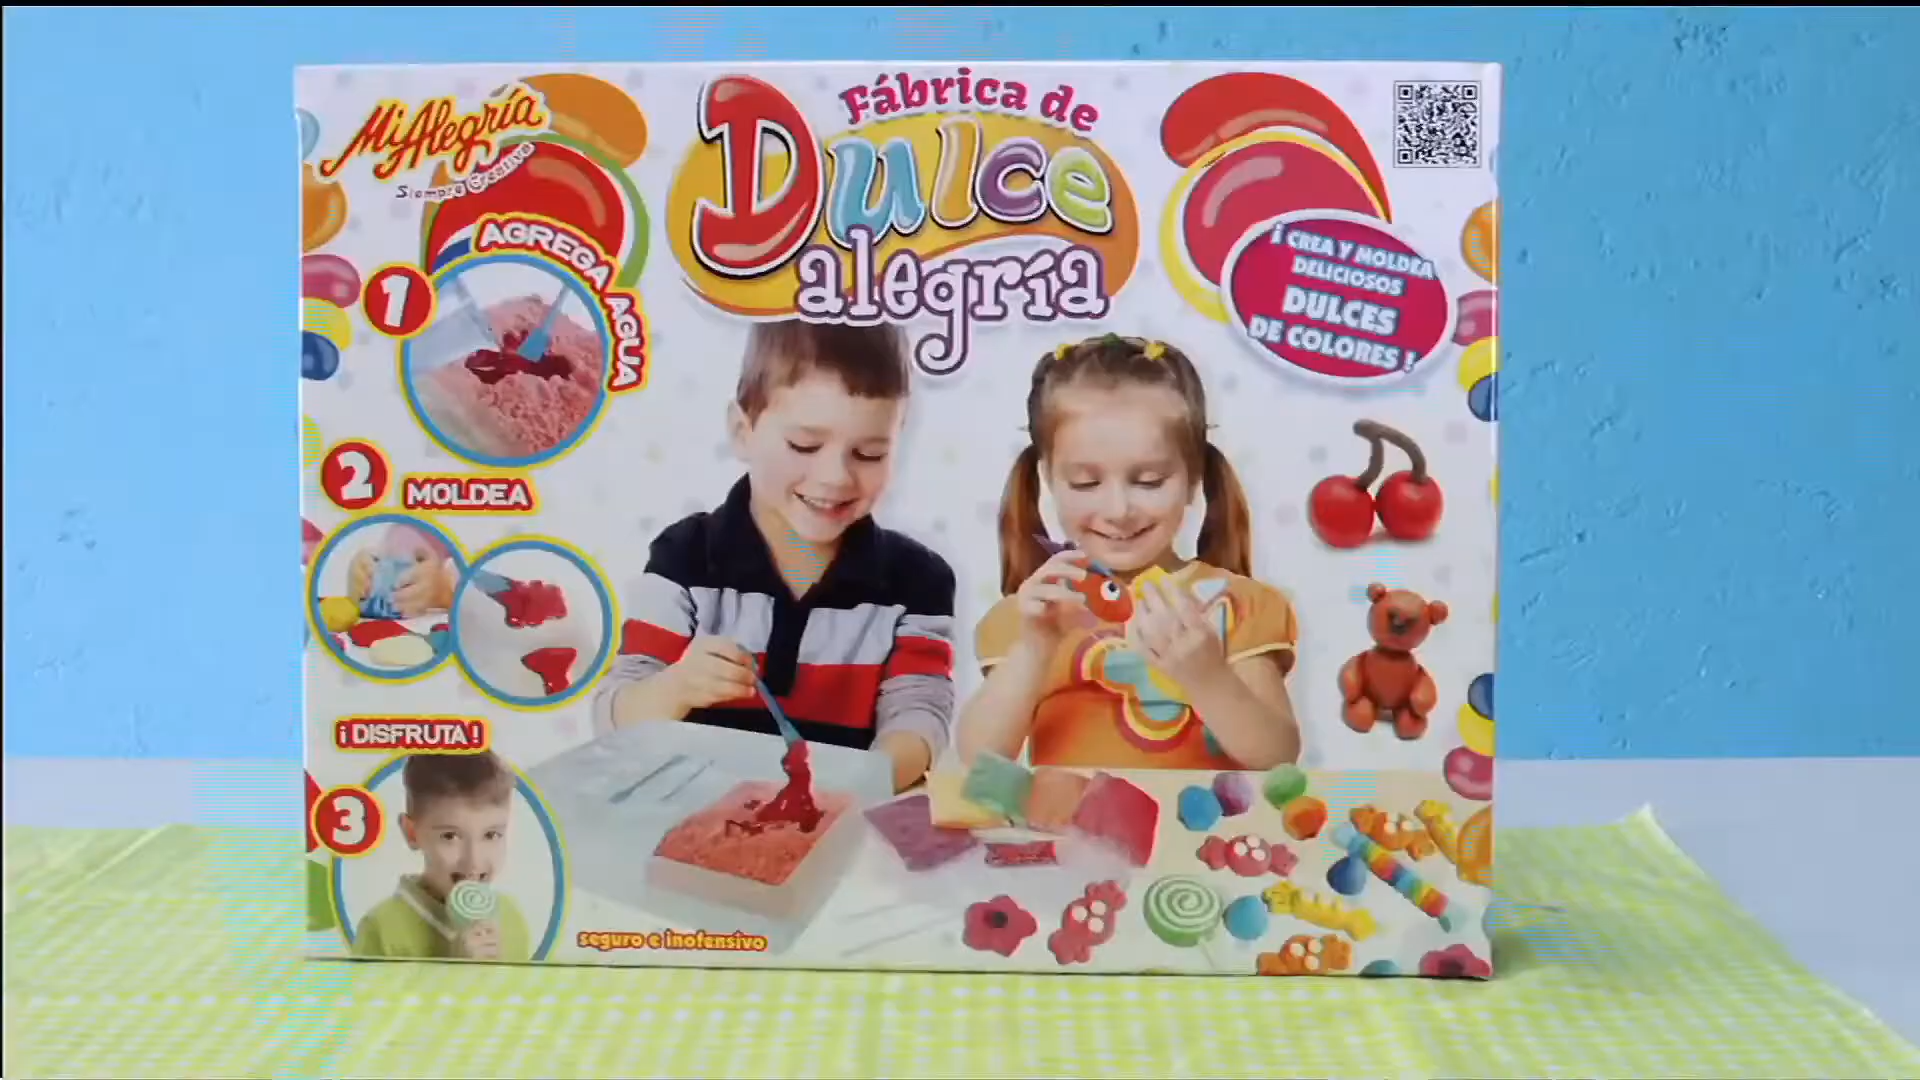 Mi Alegría
Siempre Creativo
Fábrica de
Dulce
alegría
¡ CREA Y MOLDEA
DELICIOSOS
DULCES
DE COLORES !
1
AGREGA AGUA
2
MOLDEA
¡DISFRUTA!
3
seguro e inofensivo